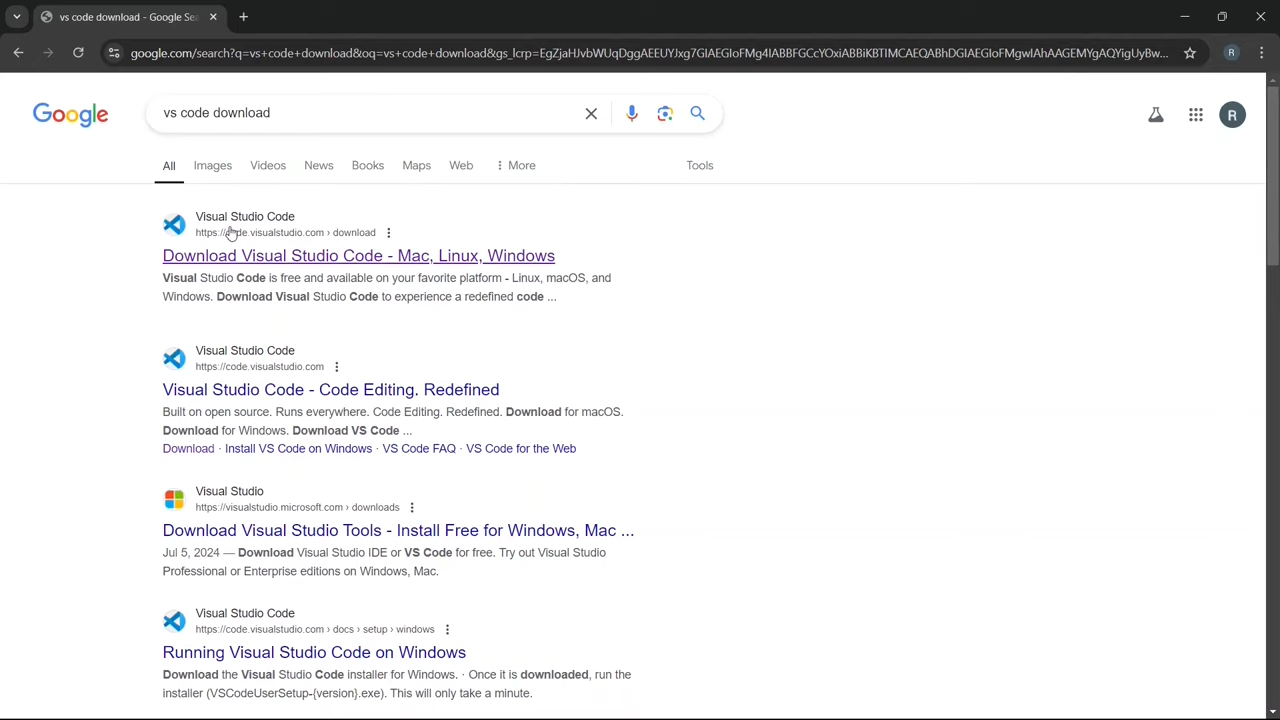 vs code download - Google Sea
google.com/search?q=vs+code+download&oq=vs+code+download&gs_lcrp=EgZjaHJvbWUqDggAEEUYJxg7GIAEGIoFMg4IABBFGCcYOxiABBiKBTIMCAEQABhDGIAEGIoFMgwIAhAAGEMYgAQYigUyBw...
R
Google
vs code download
R
All
Images
Videos
News
Books
Maps
Web
More
Tools
Visual Studio Code
https://code.visualstudio.com › download
Download Visual Studio Code - Mac, Linux, Windows
Visual Studio Code is free and available on your favorite platform - Linux, macOS, and
Windows. Download Visual Studio Code to experience a redefined code ...
Visual Studio Code
https://code.visualstudio.com
Visual Studio Code - Code Editing. Redefined
Built on open source. Runs everywhere. Code Editing. Redefined. Download for macOS.
Download for Windows. Download VS Code ...
Download · Install VS Code on Windows · VS Code FAQ · VS Code for the Web
Visual Studio
https://visualstudio.microsoft.com › downloads
Download Visual Studio Tools - Install Free for Windows, Mac ...
Jul 5, 2024 — Download Visual Studio IDE or VS Code for free. Try out Visual Studio
Professional or Enterprise editions on Windows, Mac.
Visual Studio Code
https://code.visualstudio.com › docs › setup › windows
Running Visual Studio Code on Windows
Download the Visual Studio Code installer for Windows. · Once it is downloaded, run the
installer (VSCodeUserSetup-{version}.exe). This will only take a minute.